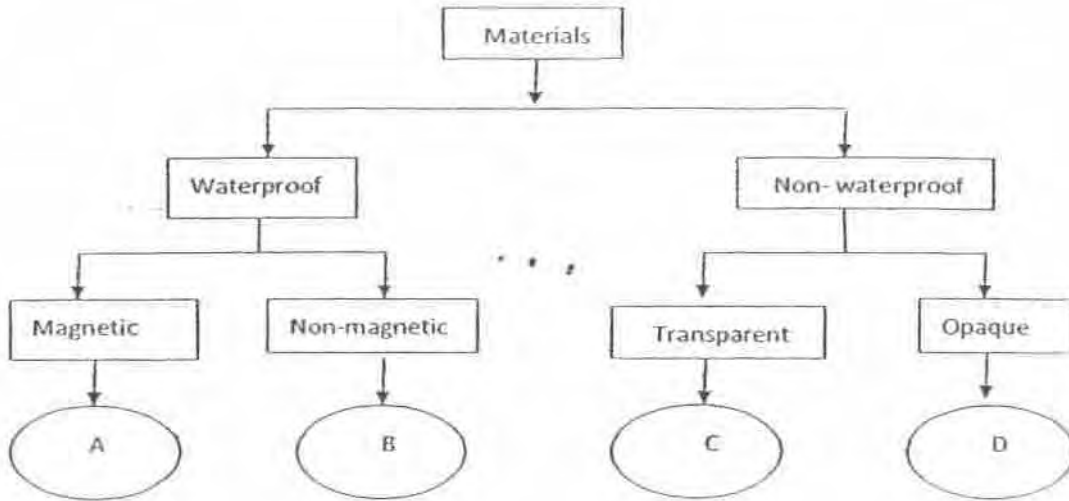 Materials
Waterproof
Non- waterproof
Magnetic
Non-magnetic
Transparent
Opaque
A
B
C
D